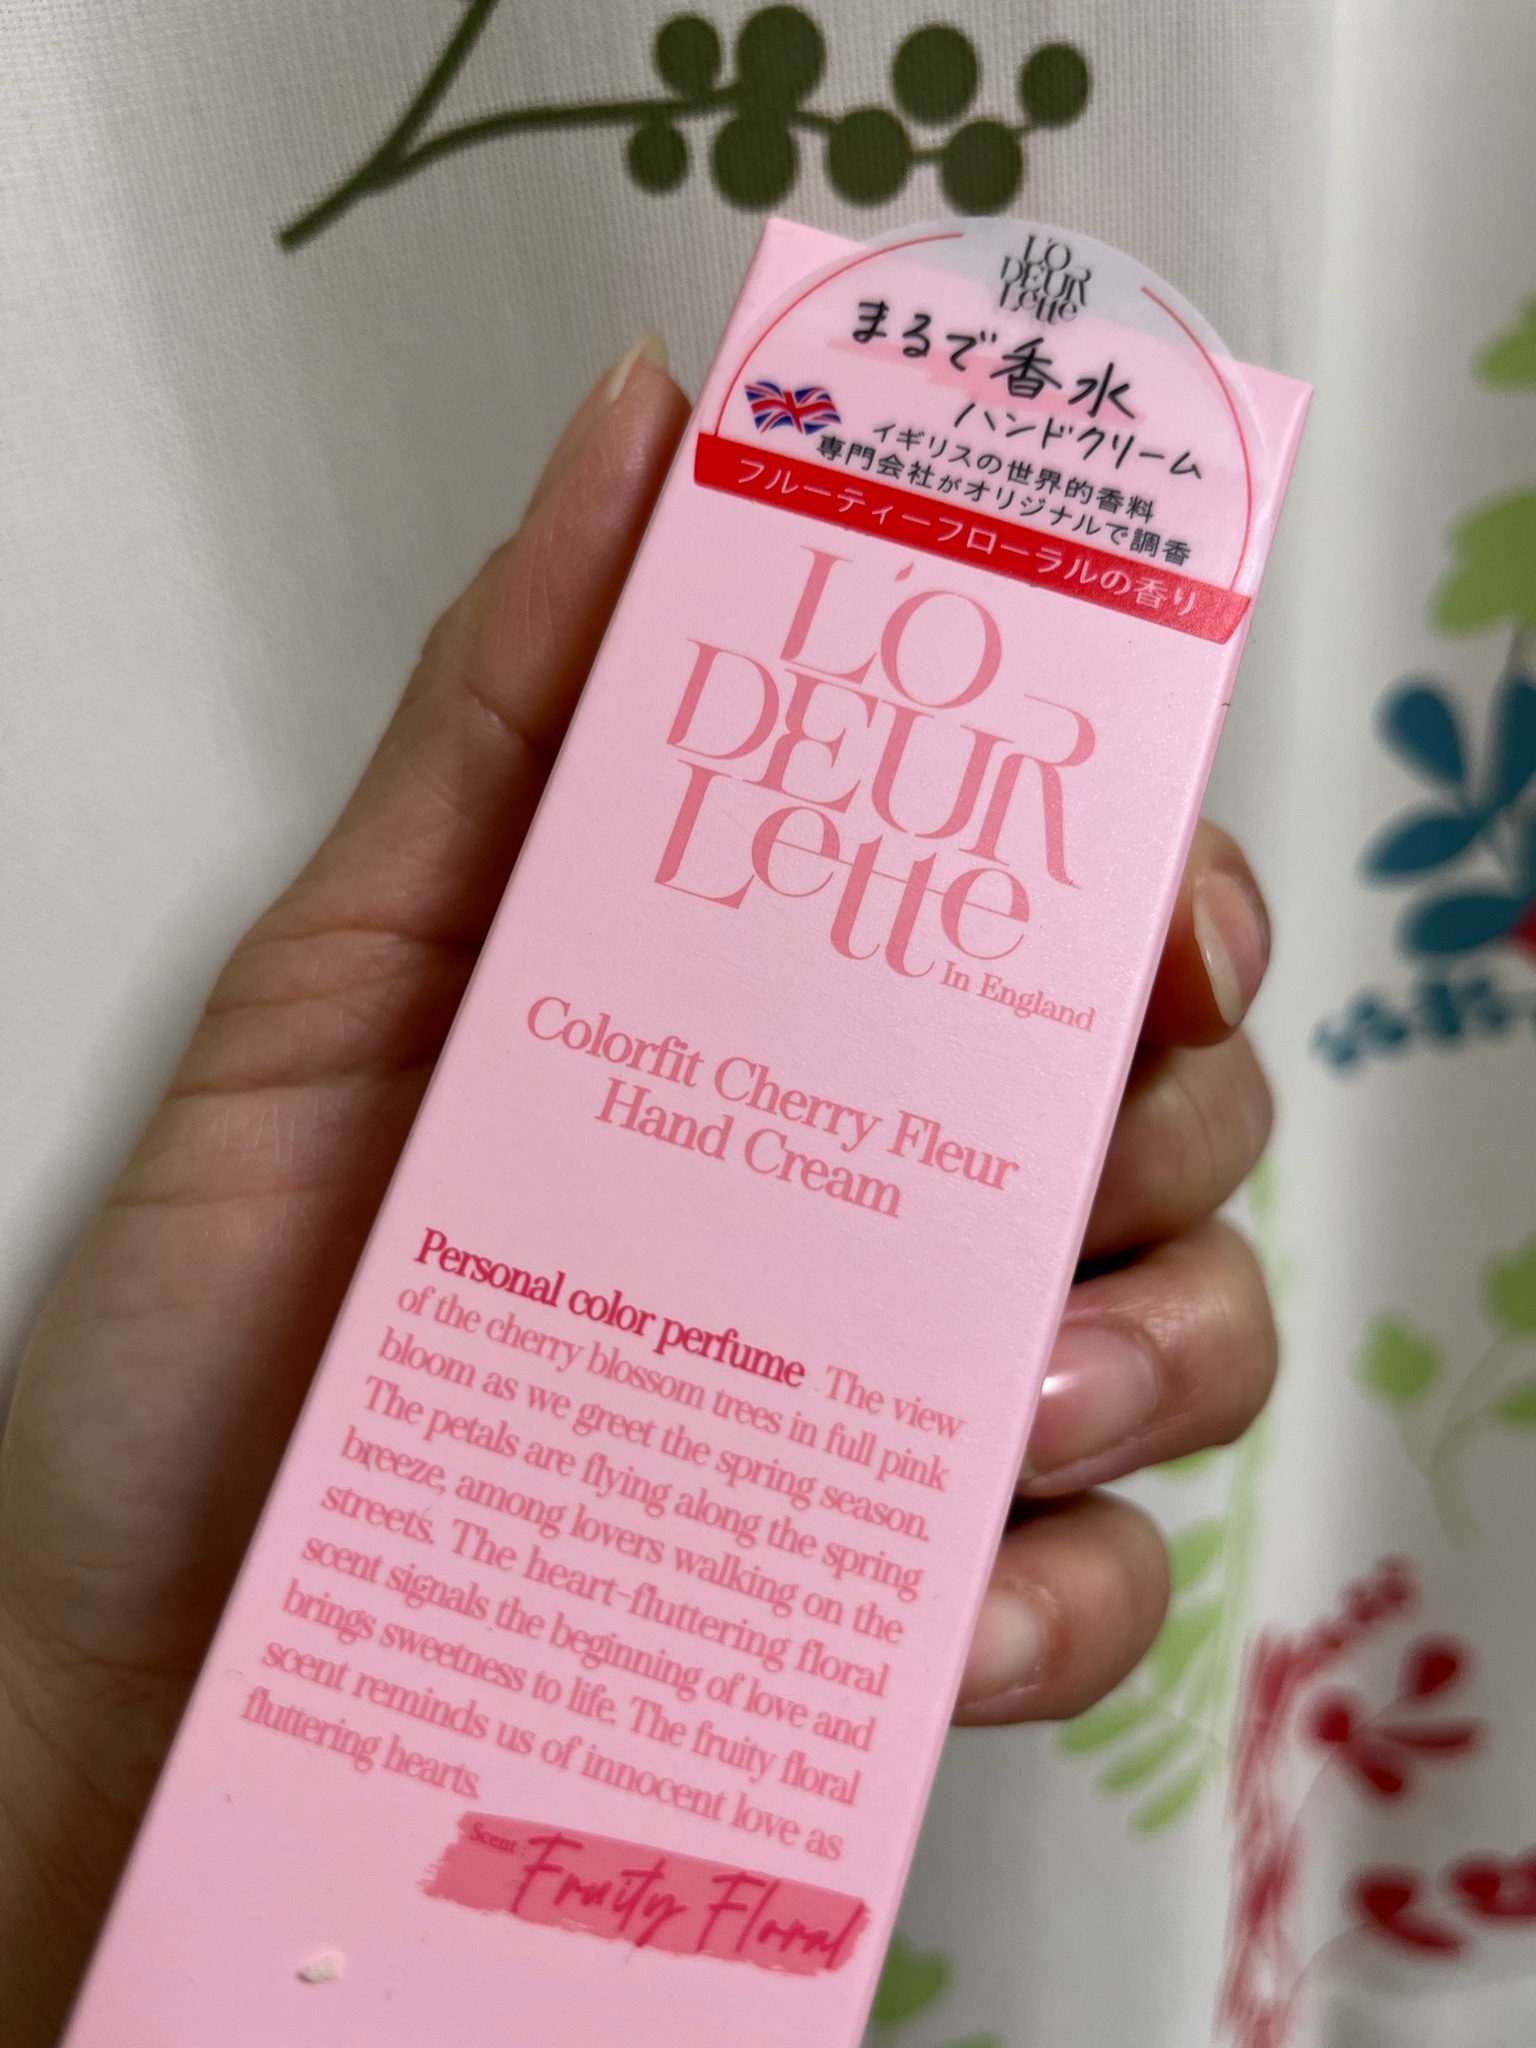 L'O
DEUR
Lette
まるで香水
ハンドクリーム
イギリスの世界的香料
専門会社がオリジナルで調香
フルーティーフローラルの香り
L'O
DEUR
Lette
In England
Colorfit Cherry Fleur
Hand Cream
Personal color perfume The view
of the cherry blossom trees in full pink
bloom as we greet the spring season.
The petals are flying along the spring
breeze, among lovers walking on the
streets. The heart-fluttering floral
scent signals the beginning of love and
brings sweetness to life. The fruity floral
scent reminds us of innocent love as
fluttering hearts.
Scent : Fruity Floral